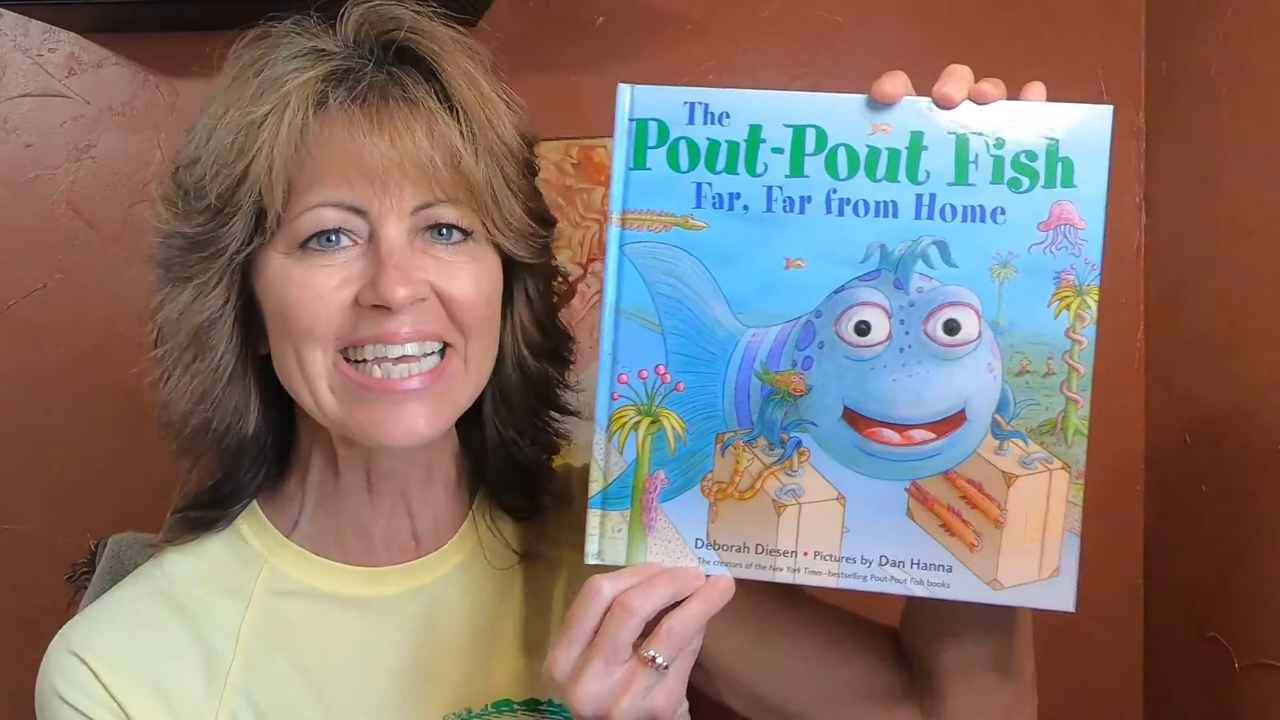 The
Pout-Pout Fish
Far, Far from Home
Deborah Diesen • Pictures by Dan Hanna
The creators of the New York Times–bestselling Pout-Pout Fish books